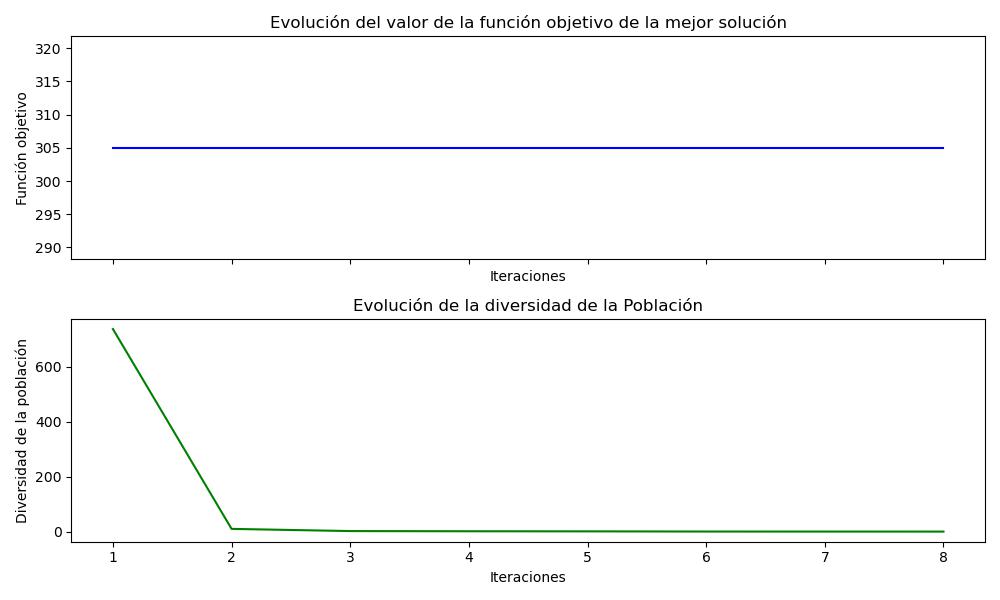 Evolución del valor de la función objetivo de la mejor solución
Función objetivo
320
315
310
305
300
295
290
Iteraciones
Evolución de la diversidad de la Población
Diversidad de la población
600
400
200
0
1 2 3 4 5 6 7 8
Iteraciones